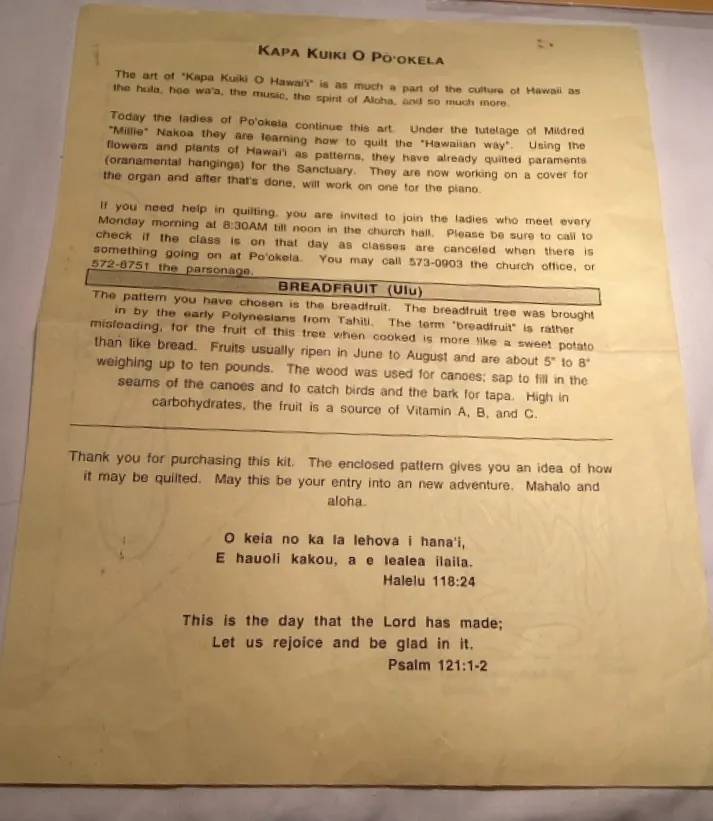 KAPA KUIKI O PO'OKELA
The art of "Kapa Kuiki O Hawai'i" is as much a part of the culture of Hawaii as
the hula, hoe wa'a, the music, the spirit of Aloha, and so much more.
Today the ladies of Po'okela continue this art. Under the tutelage of Mildred
"Millie" Nakoa they are learning how to quilt the "Hawaiian way". Using the
flowers and plants of Hawai'i as patterns, they have already quilted paraments
(oranamental hangings) for the Sanctuary. They are now working on a cover for
the organ and after that's done, will work on one for the piano.
If you need help in quilting, you are invited to join the ladies who meet every
Monday morning at 8:30AM till noon in the church hall. Please be sure to call to
check if the class is on that day as classes are canceled when there is
something going on at Po'okela. You may call 573-0903 the church office, or
572-8751 the parsonage.
BREADFRUIT (Ulu)
The pattern you have chosen is the breadfruit. The breadfruit tree was brought
in by the early Polynesians from Tahiti. The term "breadfruit" is rather
misleading, for the fruit of this tree when cooked is more like a sweet potato
than like bread. Fruits usually ripen in June to August and are about 5" to 8"
weighing up to ten pounds. The wood was used for canoes; sap to fill in the
seams of the canoes and to catch birds and the bark for tapa. High in
carbohydrates, the fruit is a source of Vitamin A, B, and C.
Thank you for purchasing this kit. The enclosed pattern gives you an idea of how
it may be quilted. May this be your entry into an new adventure. Mahalo and
aloha.
O keia no ka la Iehova i hana'i,
E hauoli kakou, a e lealea ilaila.
Halelu 118:24
This is the day that the Lord has made;
Let us rejoice and be glad in it.
Psalm 121:1-2